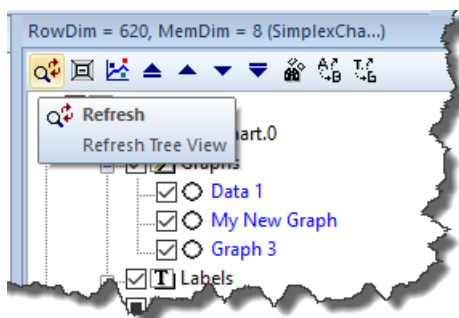 RowDim = 620, MemDim = 8 (SimplexCha...)
Refresh
Refresh Tree View
art.0
Graphs
Data 1
My New Graph
Graph 3
T Labels